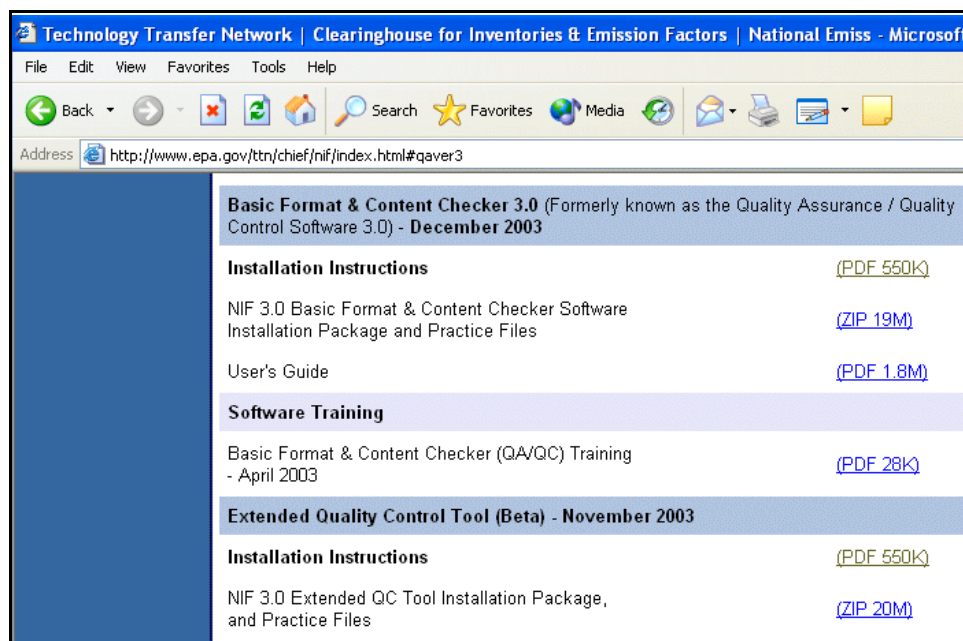 Technology Transfer Network | Clearinghouse for Inventories & Emission Factors | National Emiss - Microsoft
File Edit View Favorites Tools Help
Back Search Favorites Media
Address http://www.epa.gov/ttn/chief/nif/index.html#qaver3
Basic Format & Content Checker 3.0 (Formerly known as the Quality Assurance / Quality
Control Software 3.0) - December 2003
Installation Instructions (PDF 550K)
NIF 3.0 Basic Format & Content Checker Software
Installation Package and Practice Files (ZIP 19M)
User's Guide (PDF 1.8M)
Software Training
Basic Format & Content Checker (QA/QC) Training
- April 2003 (PDF 28K)
Extended Quality Control Tool (Beta) - November 2003
Installation Instructions (PDF 550K)
NIF 3.0 Extended QC Tool Installation Package,
and Practice Files (ZIP 20M)